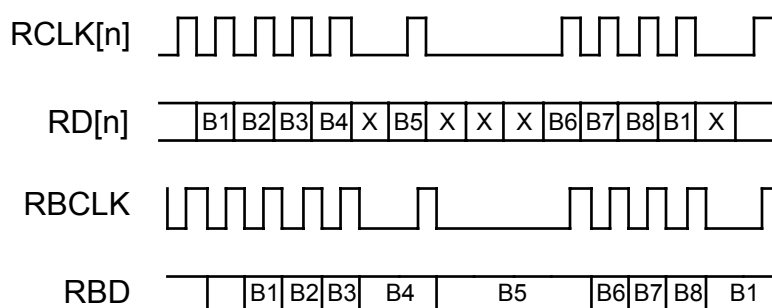 RCLK[n]
RD[n] B1 B2 B3 B4 X B5 X X X B6 B7 B8 B1 X
RBCLK
RBD B1 B2 B3 B4 B5 B6 B7 B8 B1